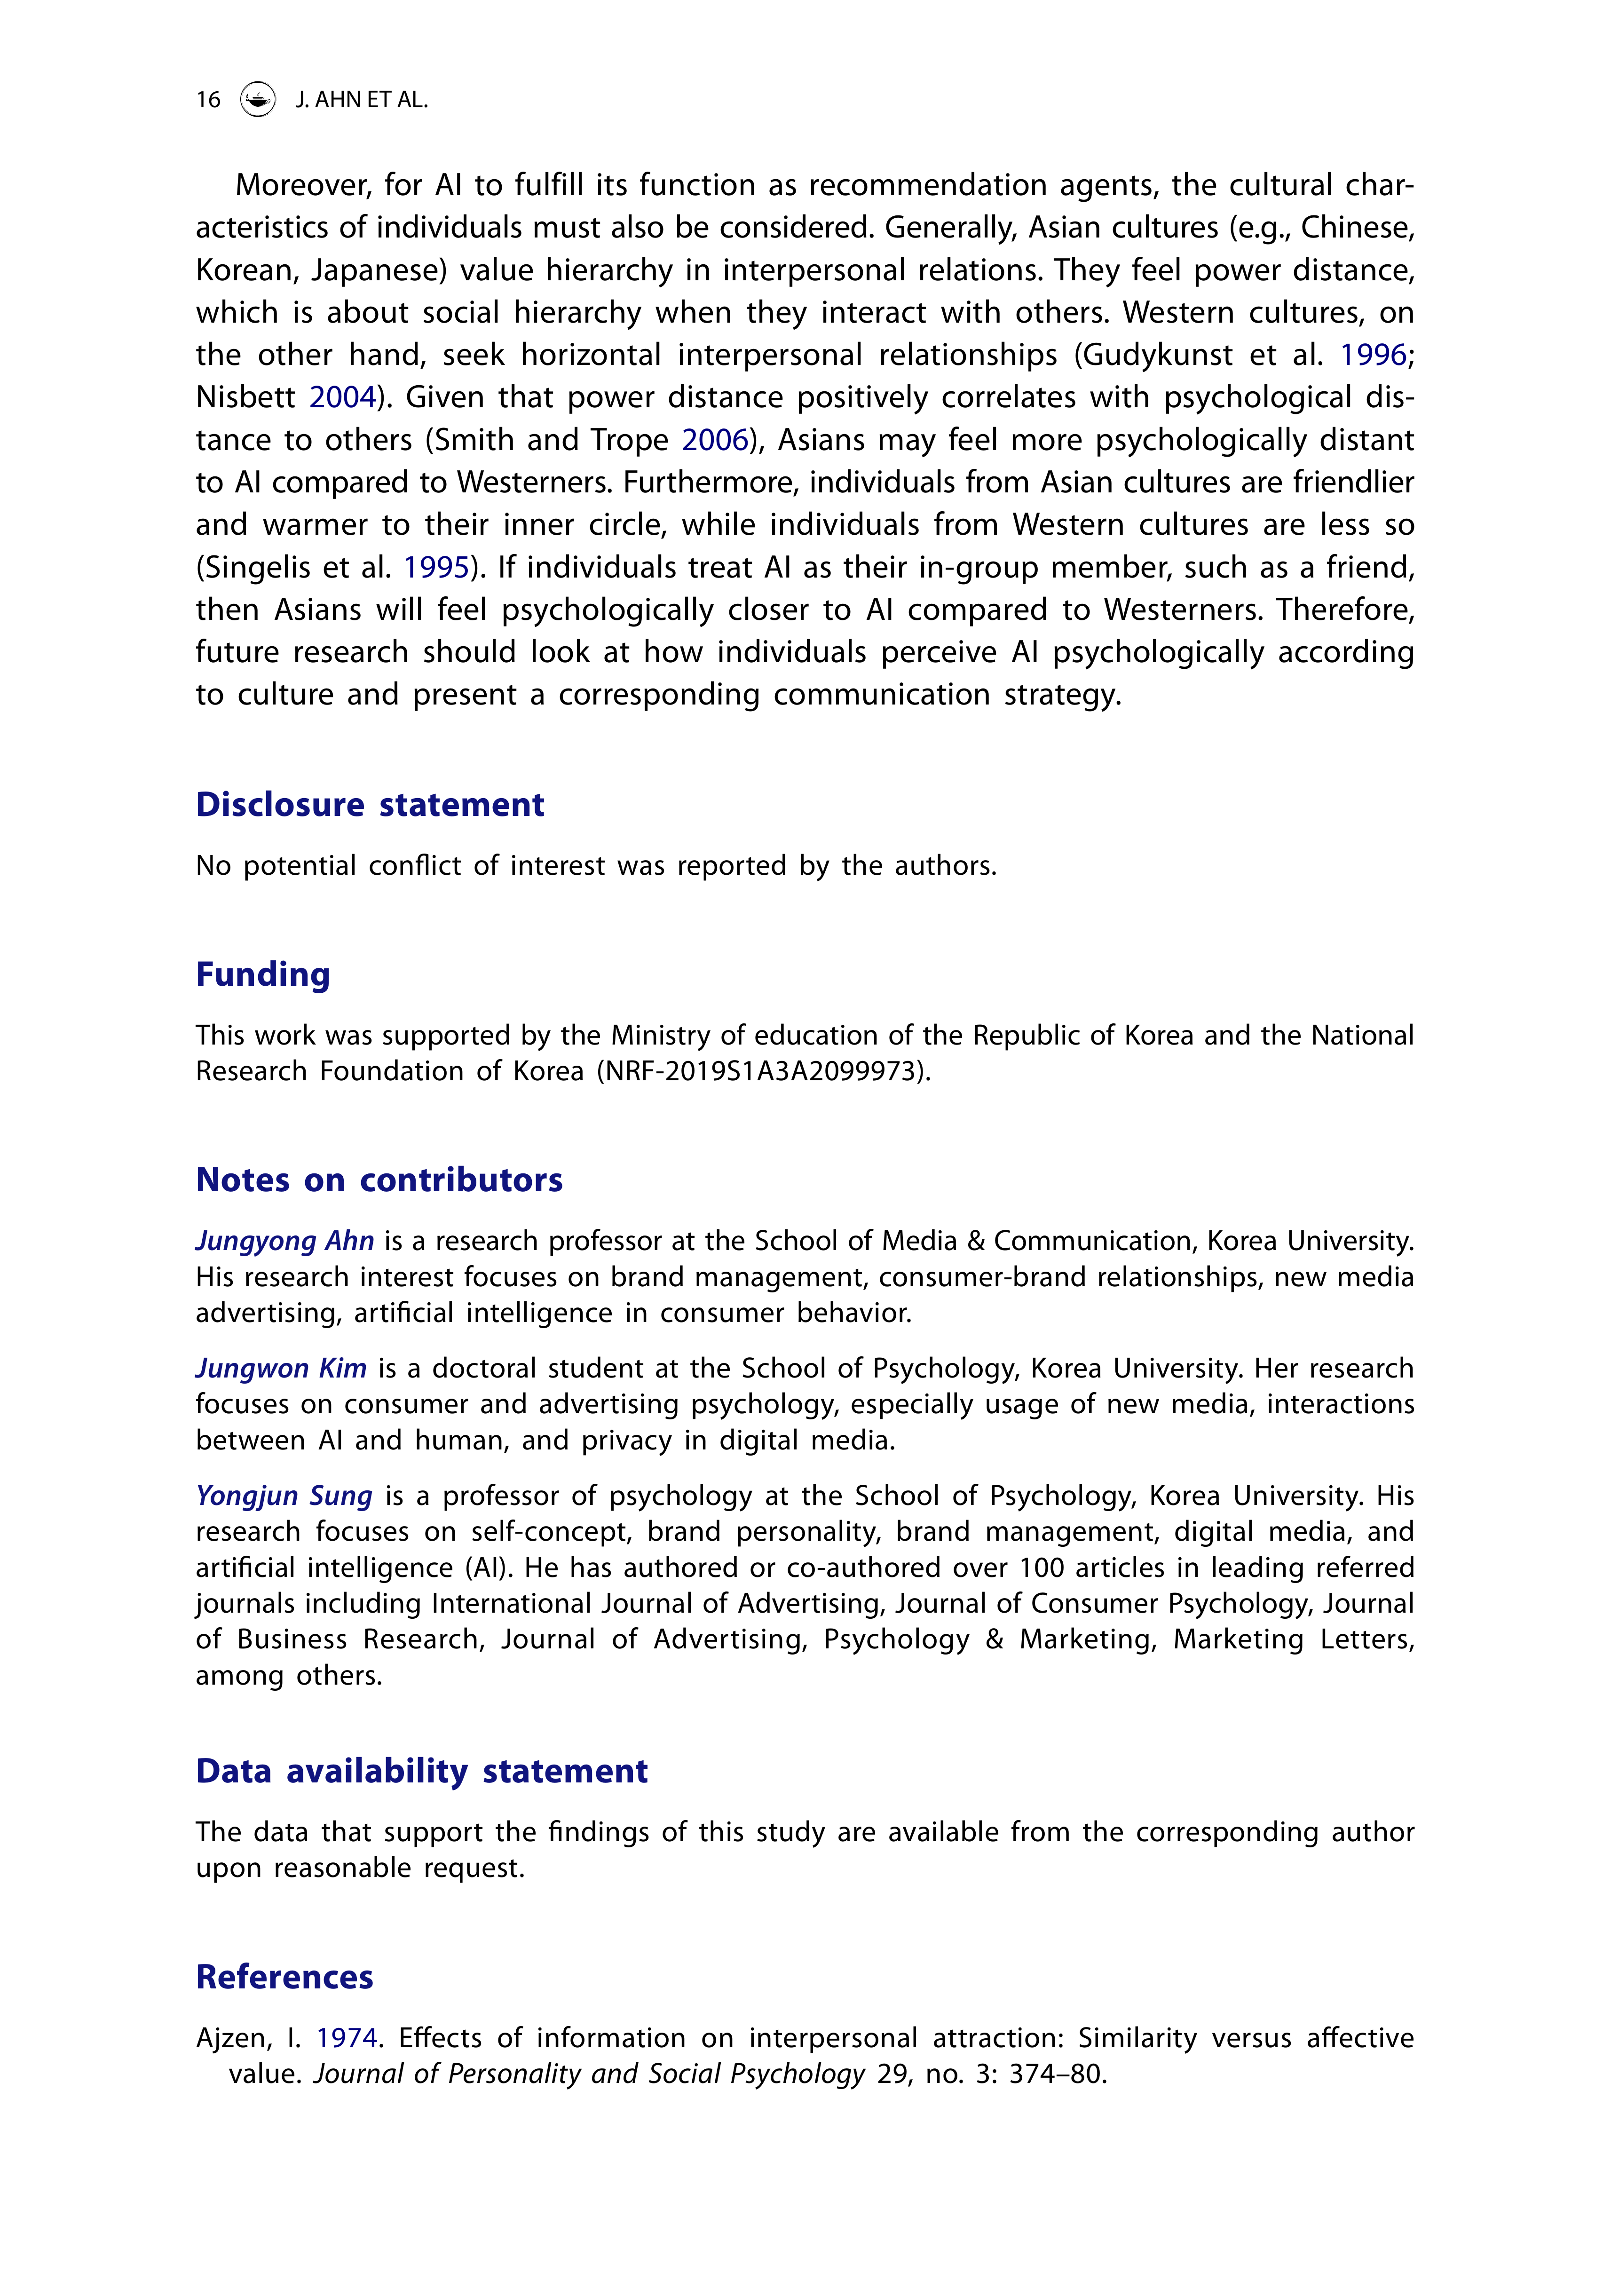 16 J. AHN ET AL.
Moreover, for AI to fulfill its function as recommendation agents, the cultural char-
acteristics of individuals must also be considered. Generally, Asian cultures (e.g., Chinese,
Korean, Japanese) value hierarchy in interpersonal relations. They feel power distance,
which is about social hierarchy when they interact with others. Western cultures, on
the other hand, seek horizontal interpersonal relationships (Gudykunst et al. 1996;
Nisbett 2004). Given that power distance positively correlates with psychological dis-
tance to others (Smith and Trope 2006), Asians may feel more psychologically distant
to AI compared to Westerners. Furthermore, individuals from Asian cultures are friendlier
and warmer to their inner circle, while individuals from Western cultures are less so
(Singelis et al. 1995). If individuals treat AI as their in-group member, such as a friend,
then Asians will feel psychologically closer to AI compared to Westerners. Therefore,
future research should look at how individuals perceive AI psychologically according
to culture and present a corresponding communication strategy.
Disclosure statement
No potential conflict of interest was reported by the authors.
Funding
This work was supported by the Ministry of education of the Republic of Korea and the National
Research Foundation of Korea (NRF-2019S1A3A2099973).
Notes on contributors
Jungyong Ahn is a research professor at the School of Media & Communication, Korea University.
His research interest focuses on brand management, consumer-brand relationships, new media
advertising, artificial intelligence in consumer behavior.
Jungwon Kim is a doctoral student at the School of Psychology, Korea University. Her research
focuses on consumer and advertising psychology, especially usage of new media, interactions
between AI and human, and privacy in digital media.
Yongjun Sung is a professor of psychology at the School of Psychology, Korea University. His
research focuses on self-concept, brand personality, brand management, digital media, and
artificial intelligence (AI). He has authored or co-authored over 100 articles in leading referred
journals including International Journal of Advertising, Journal of Consumer Psychology, Journal
of Business Research, Journal of Advertising, Psychology & Marketing, Marketing Letters,
among others.
Data availability statement
The data that support the findings of this study are available from the corresponding author
upon reasonable request.
References
Ajzen, I. 1974. Effects of information on interpersonal attraction: Similarity versus affective
value. Journal of Personality and Social Psychology 29, no. 3: 374–80.